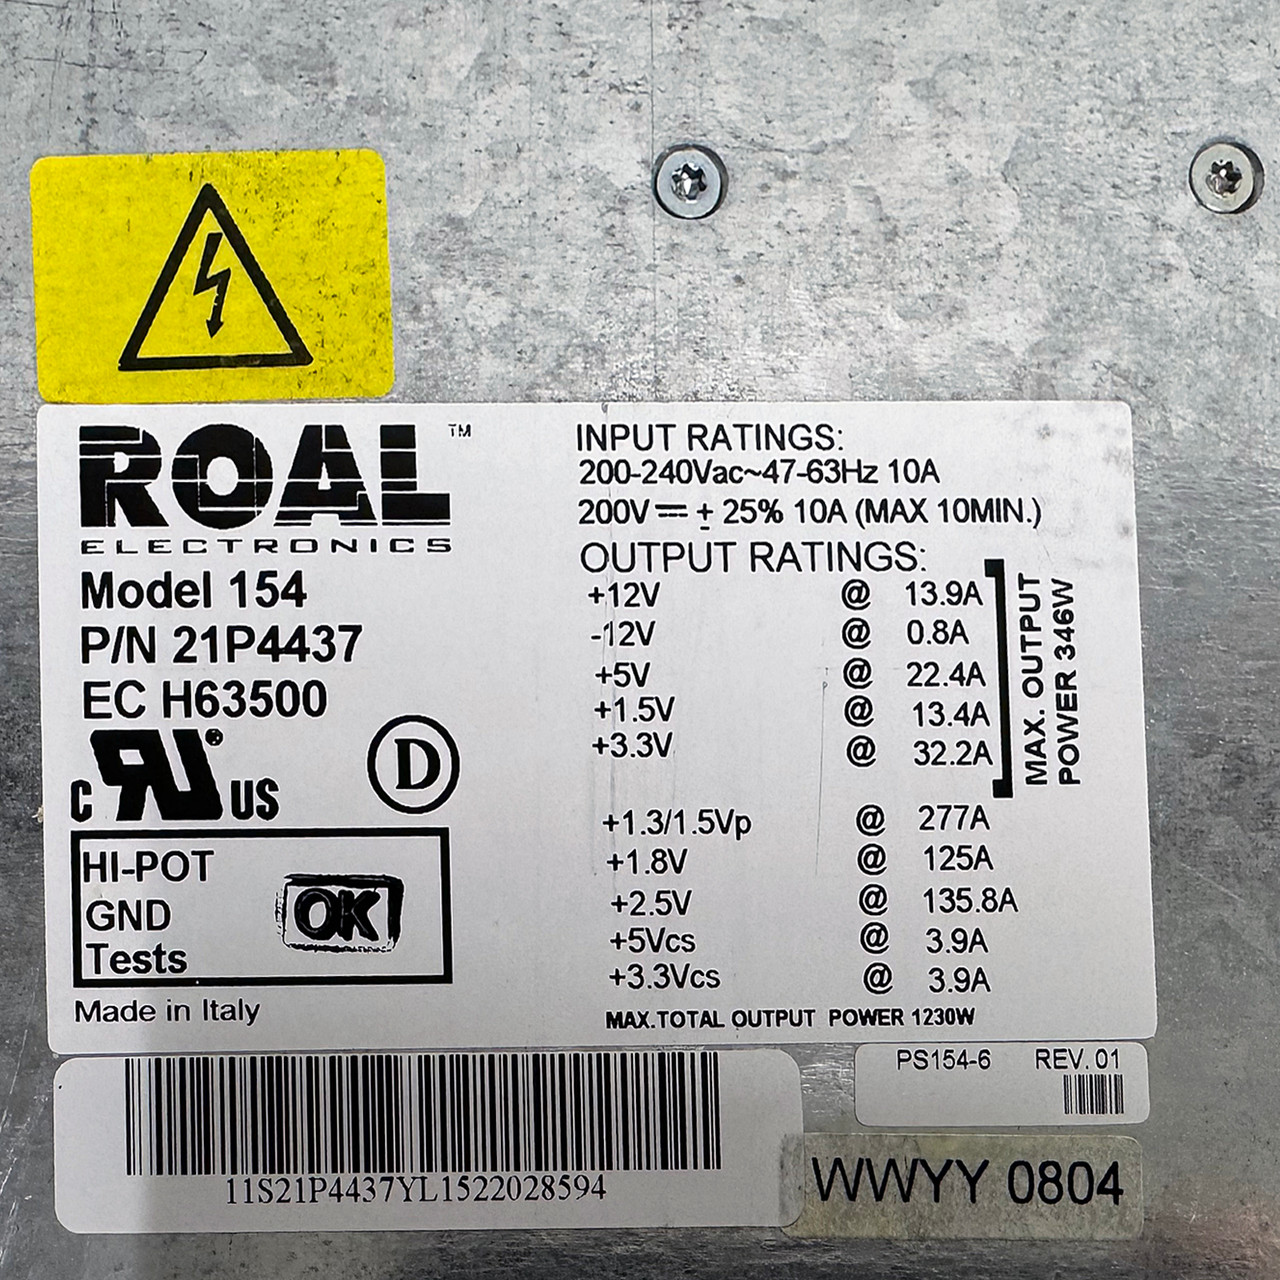 ROAL™
ELECTRONICS
Model 154
P/N 21P4437
EC H63500
C RU® US
D
HI-POT
GND
Tests
OK
Made in Italy
INPUT RATINGS:
200-240Vac~47-63Hz 10A
200V⎓ ± 25% 10A (MAX 10MIN.)
OUTPUT RATINGS:
+12V @ 13.9A
-12V @ 0.8A
+5V @ 22.4A
+1.5V @ 13.4A
+3.3V @ 32.2A
MAX. OUTPUT
POWER 346W
+1.3/1.5Vp @ 277A
+1.8V @ 125A
+2.5V @ 135.8A
+5Vcs @ 3.9A
+3.3Vcs @ 3.9A
MAX.TOTAL OUTPUT POWER 1230W
PS154-6 REV. 01
11S21P4437YL1522028594
WWYY 0804